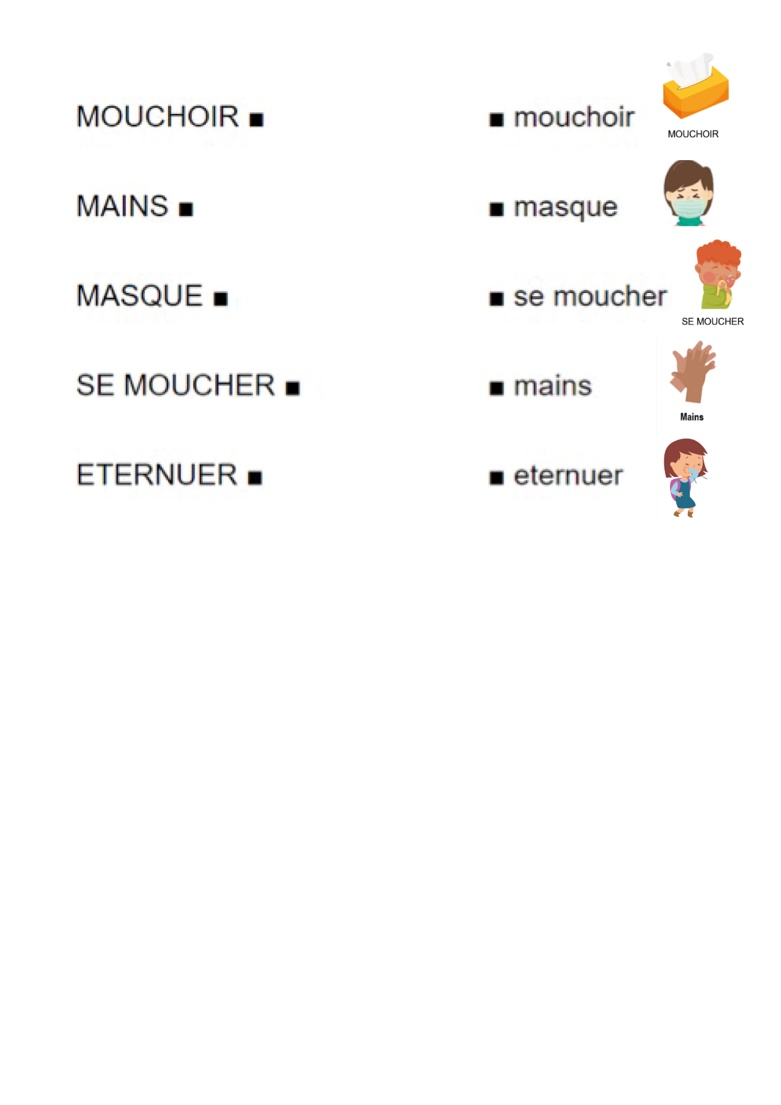 MOUCHOIR ■ ■ mouchoir
MOUCHOIR
MAINS ■ ■ masque
MASQUE ■ ■ se moucher
SE MOUCHER
SE MOUCHER ■ ■ mains
Mains
ETERNUER ■ ■ eternuer